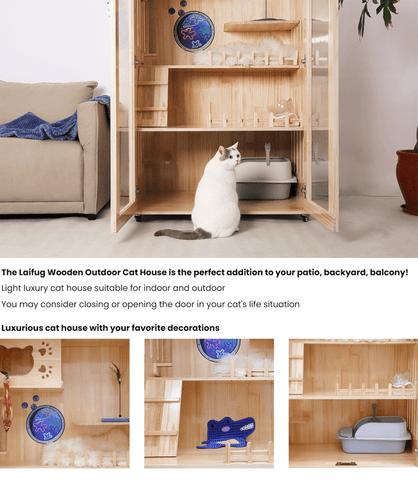 The Laifug Wooden Outdoor Cat House is the perfect addition to your patio, backyard, balcony!
Light luxury cat house suitable for indoor and outdoor
You may consider closing or opening the door in your cat's life situation
Luxurious cat house with your favorite decorations